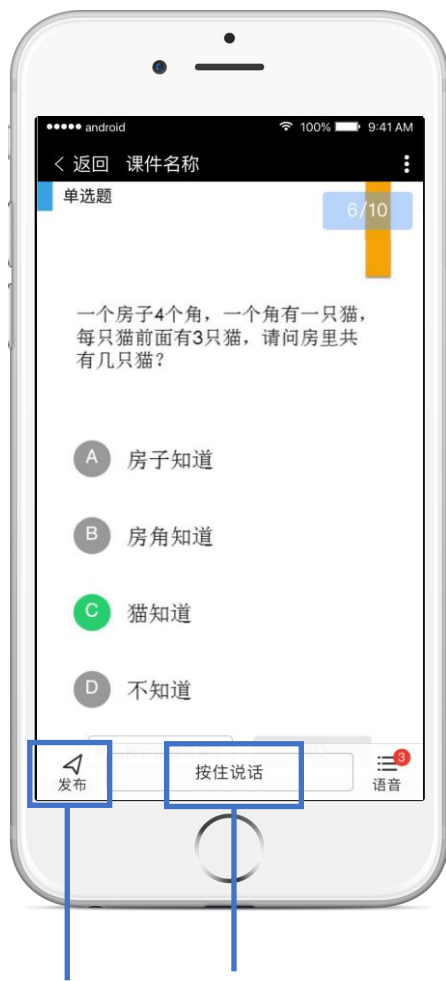 android
100%
9:41 AM
返回 课件名称
单选题
6/10
一个房子4个角，一个角有一只猫，
每只猫前面有3只猫，请问房里共
有几只猫？
A 房子知道
B 房角知道
C 猫知道
D 不知道
发布
按住说话
3
语音